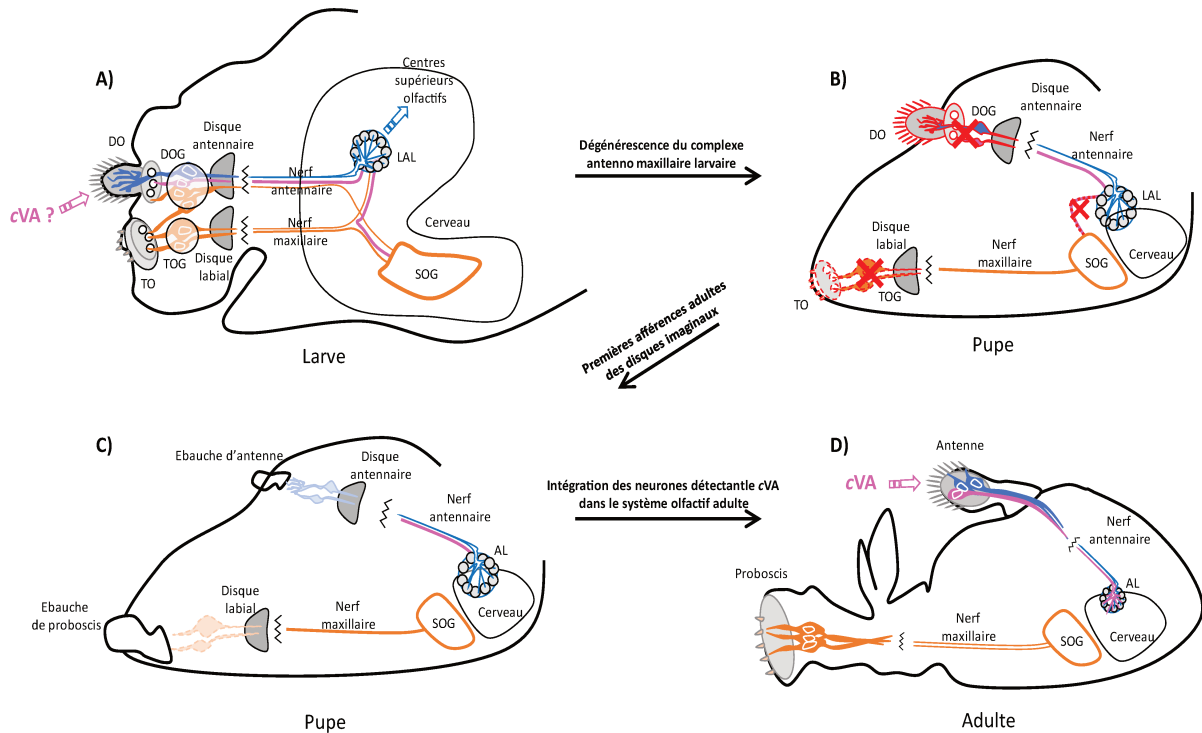 A)
Centres
supérieurs
olfactifs
DO
DOG
Disque
antennaire
LAL
Nerf
antennaire
cVA ?
Cerveau
Nerf
maxillaire
TO
TOG
Disque
labial
SOG
Larve
Dégénérescence du complexe
antenno maxillaire larvaire
B)
Disque
antennaire
DOG
DO
Nerf
antennaire
LAL
Disque
labial
Nerf
maxillaire
SOG
Cerveau
TOG
TO
Pupe
Premières afférences adultes
des disques imaginaux
C)
Ebauche d'antenne
Disque
antennaire
Nerf
antennaire
AL
Disque
labial
Ebauche
de proboscis
Nerf
maxillaire
SOG
Cerveau
Pupe
Intégration des neurones détectantle cVA
dans le système olfactif adulte
D)
Antenne
cVA
Nerf
antennaire
Proboscis
AL
Nerf
maxillaire
SOG
Cerveau
Adulte